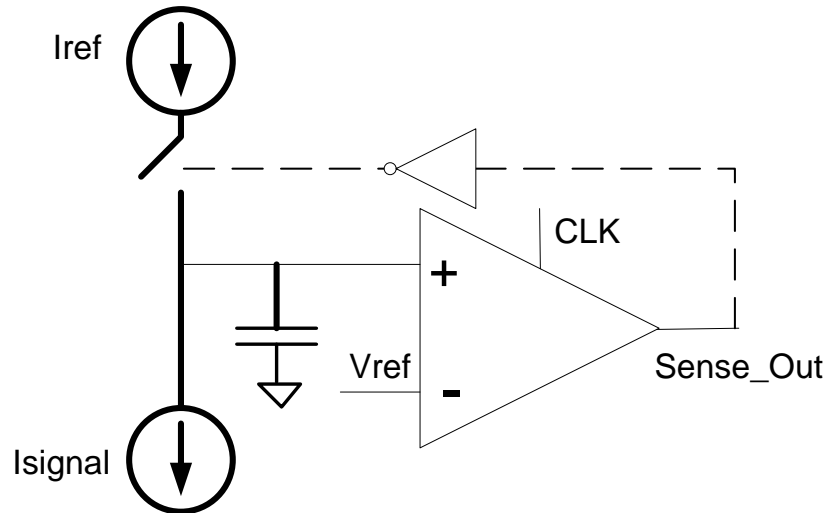 Iref
CLK
+
Vref
-
Sense_Out
Isignal